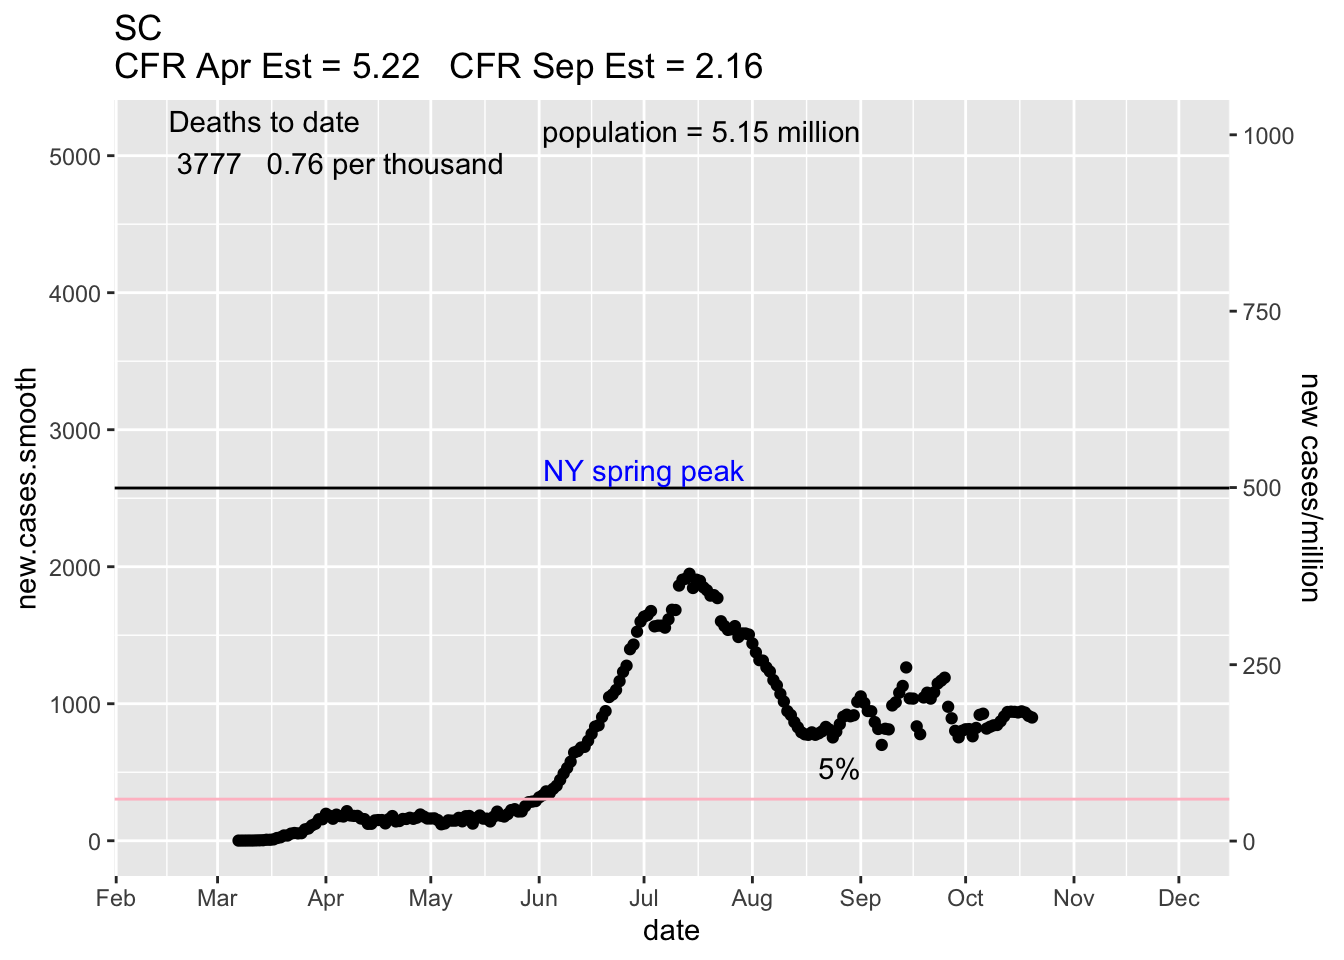 SC
CFR Apr Est = 5.22   CFR Sep Est = 2.16
Deaths to date
3777   0.76 per thousand
population = 5.15 million
NY spring peak
5%
5000
4000
3000
2000
1000
0
new.cases.smooth
1000
750
500
250
0
new cases/million
Feb Mar Apr May Jun Jul Aug Sep Oct Nov Dec
date